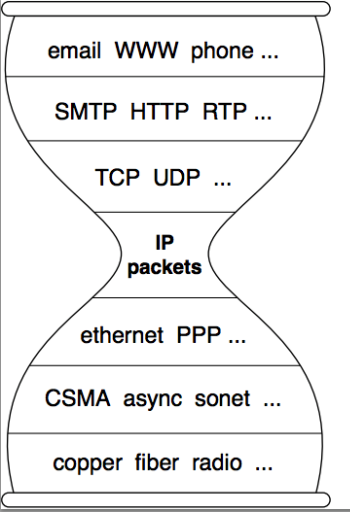 email WWW phone ...
SMTP HTTP RTP ...
TCP UDP ...
IP
packets
ethernet PPP ...
CSMA async sonet ...
copper fiber radio ...